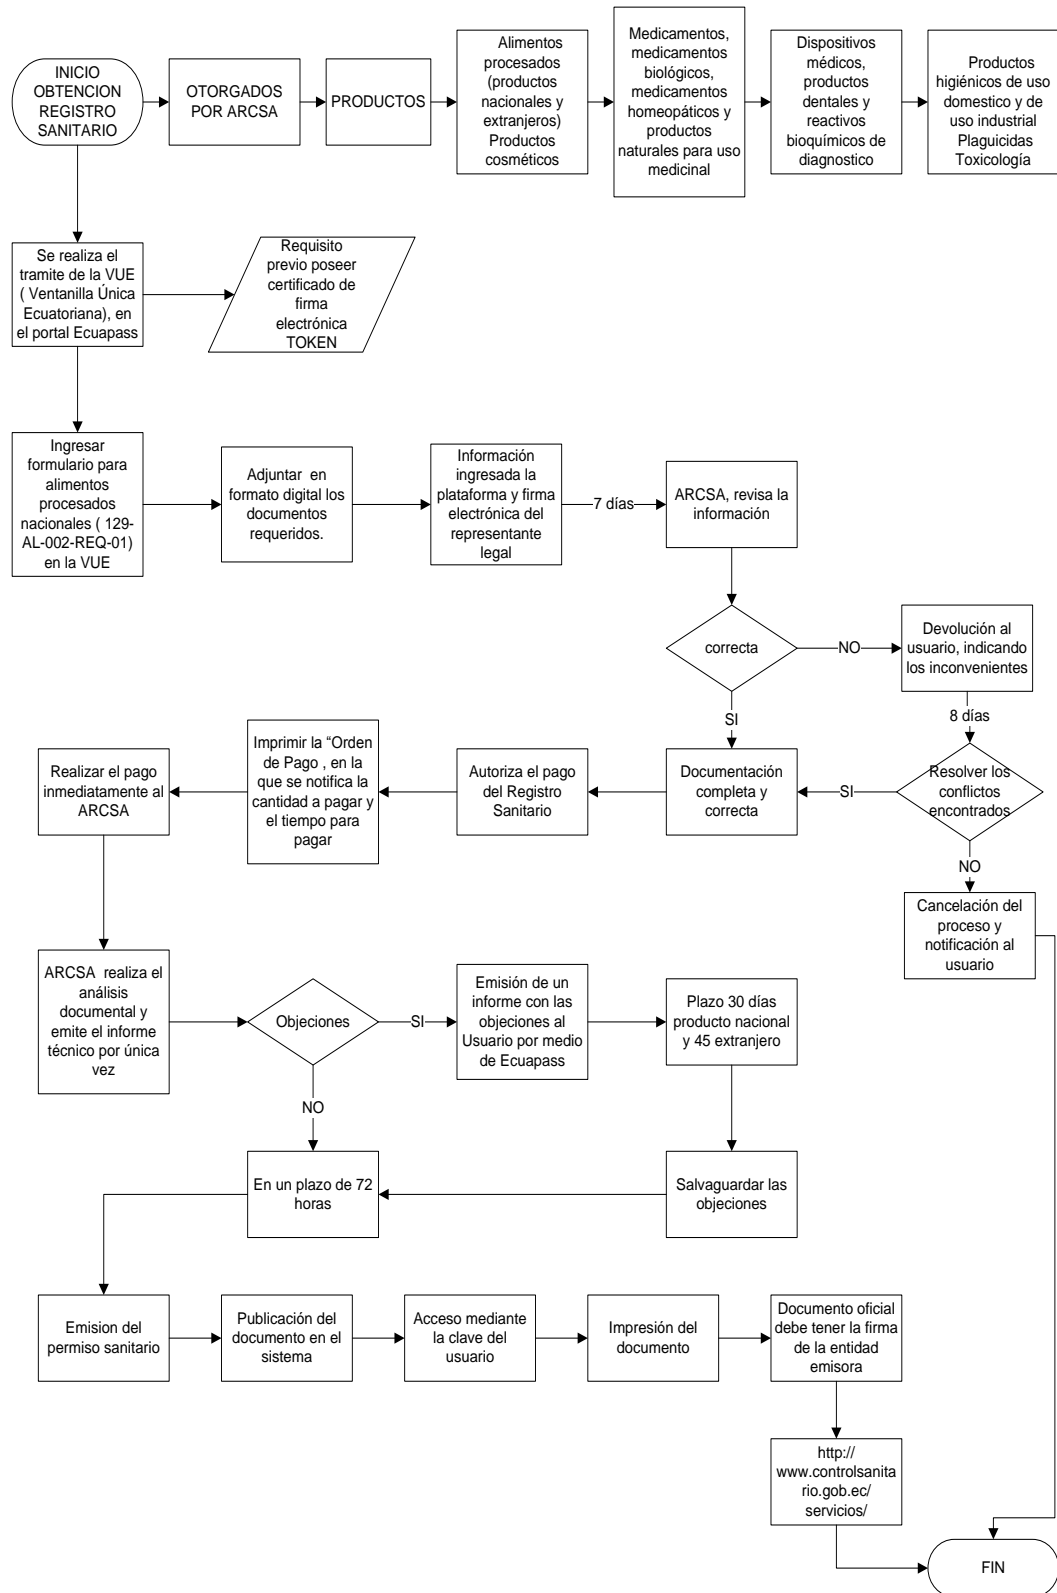 INICIO
OBTENCION
REGISTRO
SANITARIO
OTORGADOS
POR ARCSA
PRODUCTOS
Alimentos
procesados
(productos
nacionales y
extranjeros)
Productos
cosméticos
Medicamentos,
medicamentos
biológicos,
medicamentos
homeopáticos y
productos
naturales para uso
medicinal
Dispositivos
médicos,
productos
dentales y
reactivos
bioquímicos de
diagnostico
Productos
higiénicos de uso
domestico y de
uso industrial
Plaguicidas
Toxicología
Se realiza el
tramite de la VUE
( Ventanilla Única
Ecuatoriana), en
el portal Ecuapass
Requisito
previo poseer
certificado de
firma
electrónica
TOKEN
Ingresar
formulario para
alimentos
procesados
nacionales ( 129-
AL-002-REQ-01)
en la VUE
Adjuntar en
formato digital los
documentos
requeridos.
Información
ingresada la
plataforma y firma
electrónica del
representante
legal
7 días
ARCSA, revisa la
información
correcta
NO
Devolución al
usuario, indicando
los inconvenientes
SI
8 días
Resolver los
conflictos
encontrados
SI
NO
Documentación
completa y
correcta
Autoriza el pago
del Registro
Sanitario
Imprimir la “Orden
de Pago , en la
que se notifica la
cantidad a pagar y
el tiempo para
pagar
Realizar el pago
inmediatamente al
ARCSA
Cancelación del
proceso y
notificación al
usuario
ARCSA realiza el
análisis
documental y
emite el informe
técnico por única
vez
Objeciones
SI
Emisión de un
informe con las
objeciones al
Usuario por medio
de Ecuapass
Plazo 30 días
producto nacional
y 45 extranjero
NO
En un plazo de 72
horas
Salvaguardar las
objeciones
Emision del
permiso sanitario
Publicación del
documento en el
sistema
Acceso mediante
la clave del
usuario
Impresión del
documento
Documento oficial
debe tener la firma
de la entidad
emisora
http://
www.controlsanita
rio.gob.ec/
servicios/
FIN